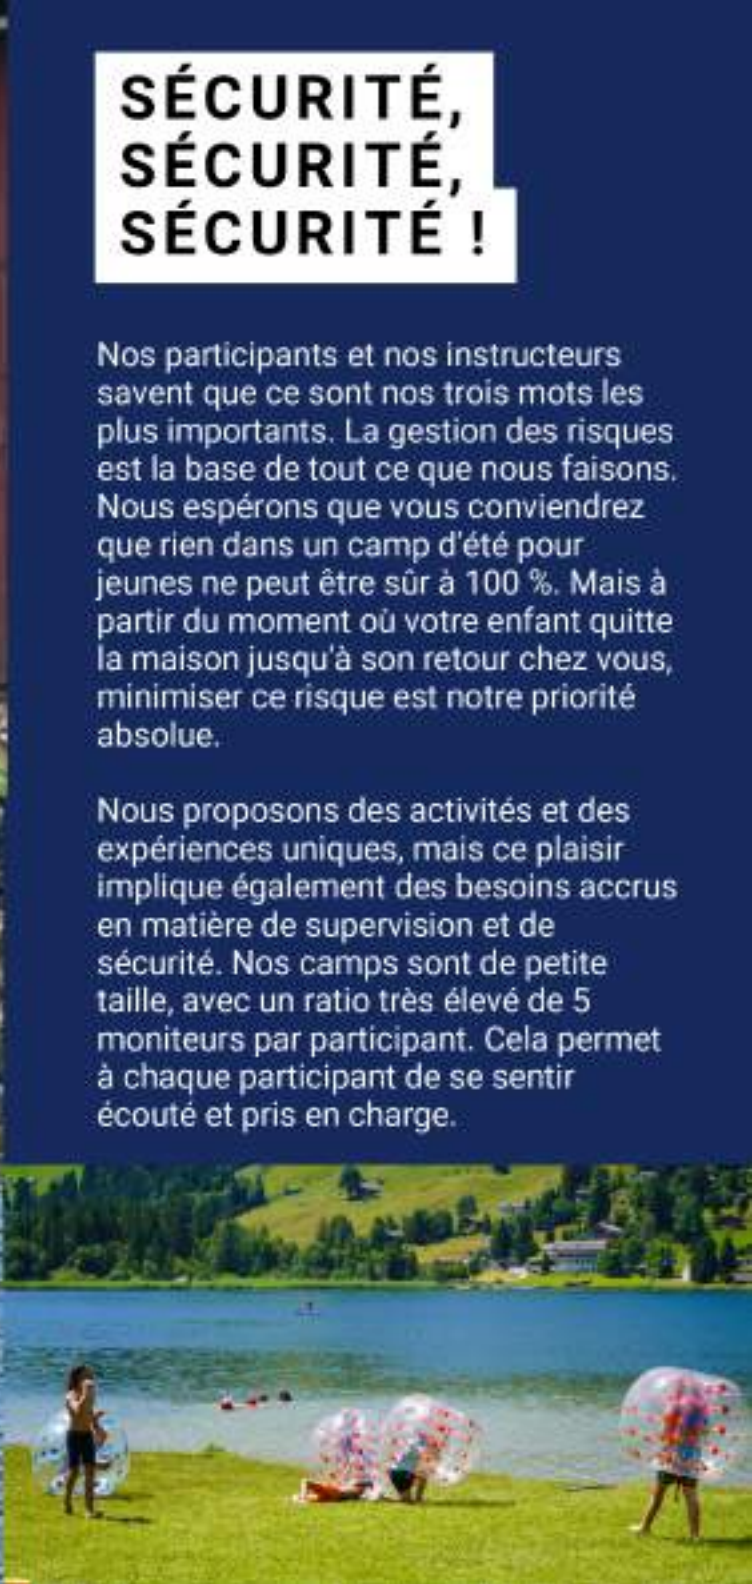 SÉCURITÉ,
SÉCURITÉ,
SÉCURITÉ !
Nos participants et nos instructeurs
savent que ce sont nos trois mots les
plus importants. La gestion des risques
est la base de tout ce que nous faisons.
Nous espérons que vous conviendrez
que rien dans un camp d'été pour
jeunes ne peut être sûr à 100 %. Mais à
partir du moment où votre enfant quitte
la maison jusqu'à son retour chez vous,
minimiser ce risque est notre priorité
absolue.
Nous proposons des activités et des
expériences uniques, mais ce plaisir
implique également des besoins accrus
en matière de supervision et de
sécurité. Nos camps sont de petite
taille, avec un ratio très élevé de 5
moniteurs par participant. Cela permet
à chaque participant de se sentir
écouté et pris en charge.